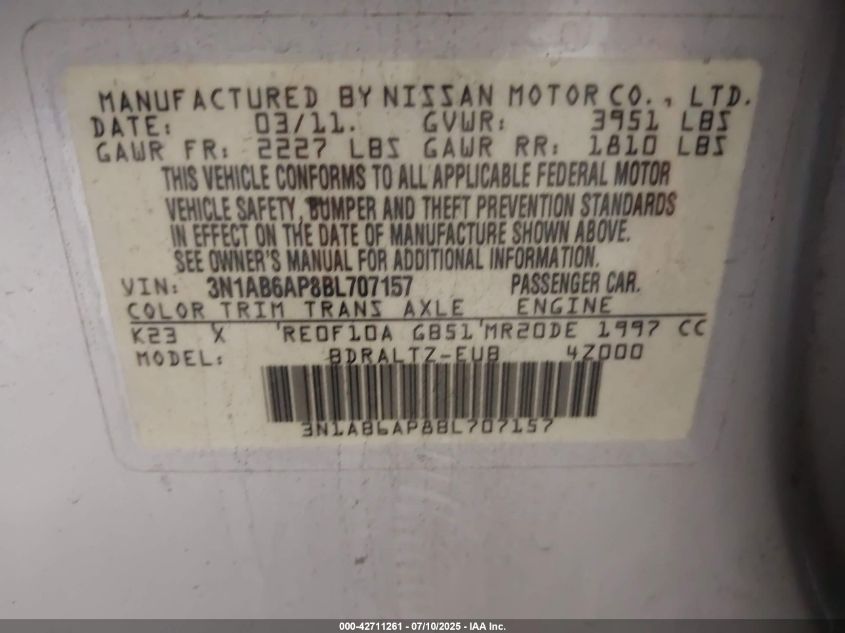 MANUFACTURED BY NISSAN MOTOR CO., LTD.
DATE: 03/11. GVWR: 3951 LBS
GAWR FR: 2227 LBS GAWR RR: 1810 LBS
THIS VEHICLE CONFORMS TO ALL APPLICABLE FEDERAL MOTOR
VEHICLE SAFETY, BUMPER AND THEFT PREVENTION STANDARDS
IN EFFECT ON THE DATE OF MANUFACTURE SHOWN ABOVE.
SEE OWNER'S MANUAL FOR ADDITIONAL INFORMATION.
VIN: 3N1AB6AP8BL707157 PASSENGER CAR.
COLOR TRIM TRANS AXLE ENGINE
K23 X 'RE0F10A GB51'MR20DE 1997 CC
MODEL: BDRALTZ-EUB 4Z000
3N1AB6AP8BL707157
000-42711261 - 07/10/2025 - IAA Inc.